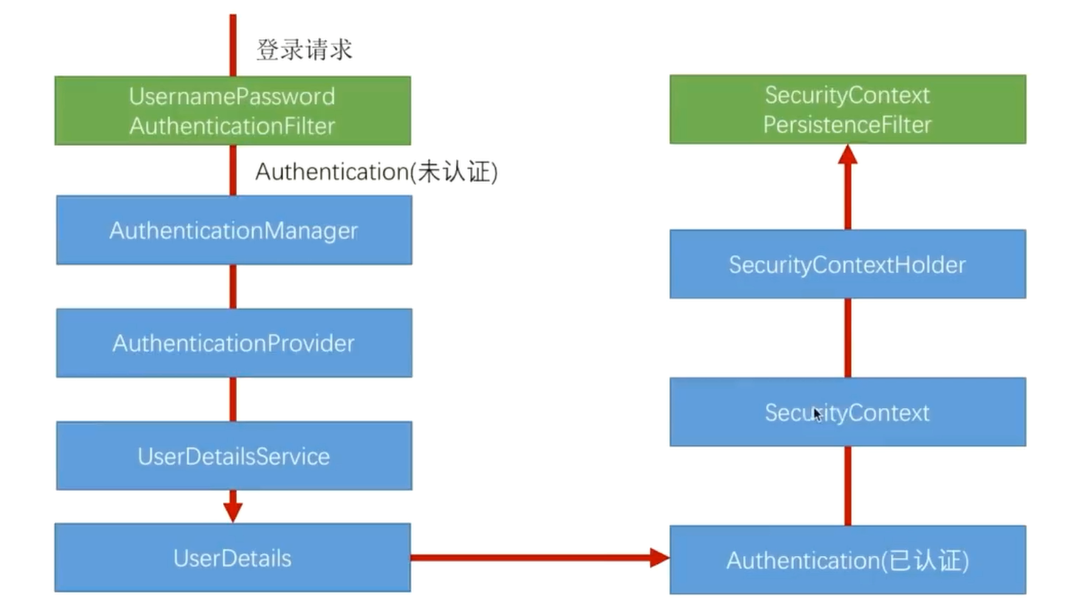 登录请求
UsernamePassword
AuthenticationFilter
Authentication(未认证)
AuthenticationManager
AuthenticationProvider
UserDetailsService
UserDetails
SecurityContext
PersistenceFilter
SecurityContextHolder
SecurityContext
Authentication(已认证)